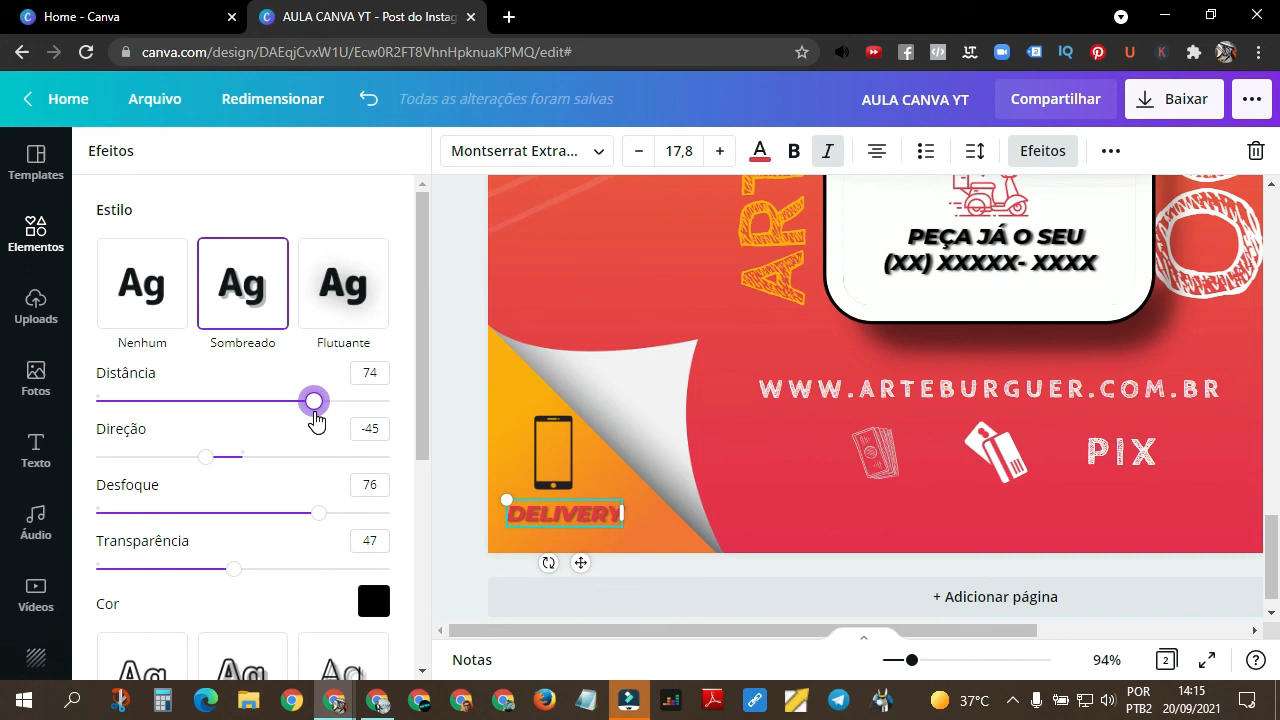 Home - Canva
AULA CANVA YT - Post do Instag
canva.com/design/DAEqjCvxW1U/Ecw0R2FT8VhnHpknuaKPMQ/edit#
Home
Arquivo
Redimensionar
Todas as alterações foram salvas
AULA CANVA YT
Compartilhar
Baixar
Templates
Elementos
Uploads
Fotos
Texto
Áudio
Vídeos
Efeitos
Estilo
Ag
Ag
Ag
Nenhum
Sombreado
Flutuante
Distância
74
Direção
-45
Desfoque
76
Transparência
47
Cor
Ag
Ag
Ag
Montserrat Extra...
17,8
A
B
I
Efeitos
ART
O
PEÇA JÁ O SEU
(XX) XXXXX- XXXX
WWW.ARTEBURGUER.COM.BR
PIX
DELIVERY
+ Adicionar página
Notas
94%
2
37°C
POR
PTB2
14:15
20/09/2021